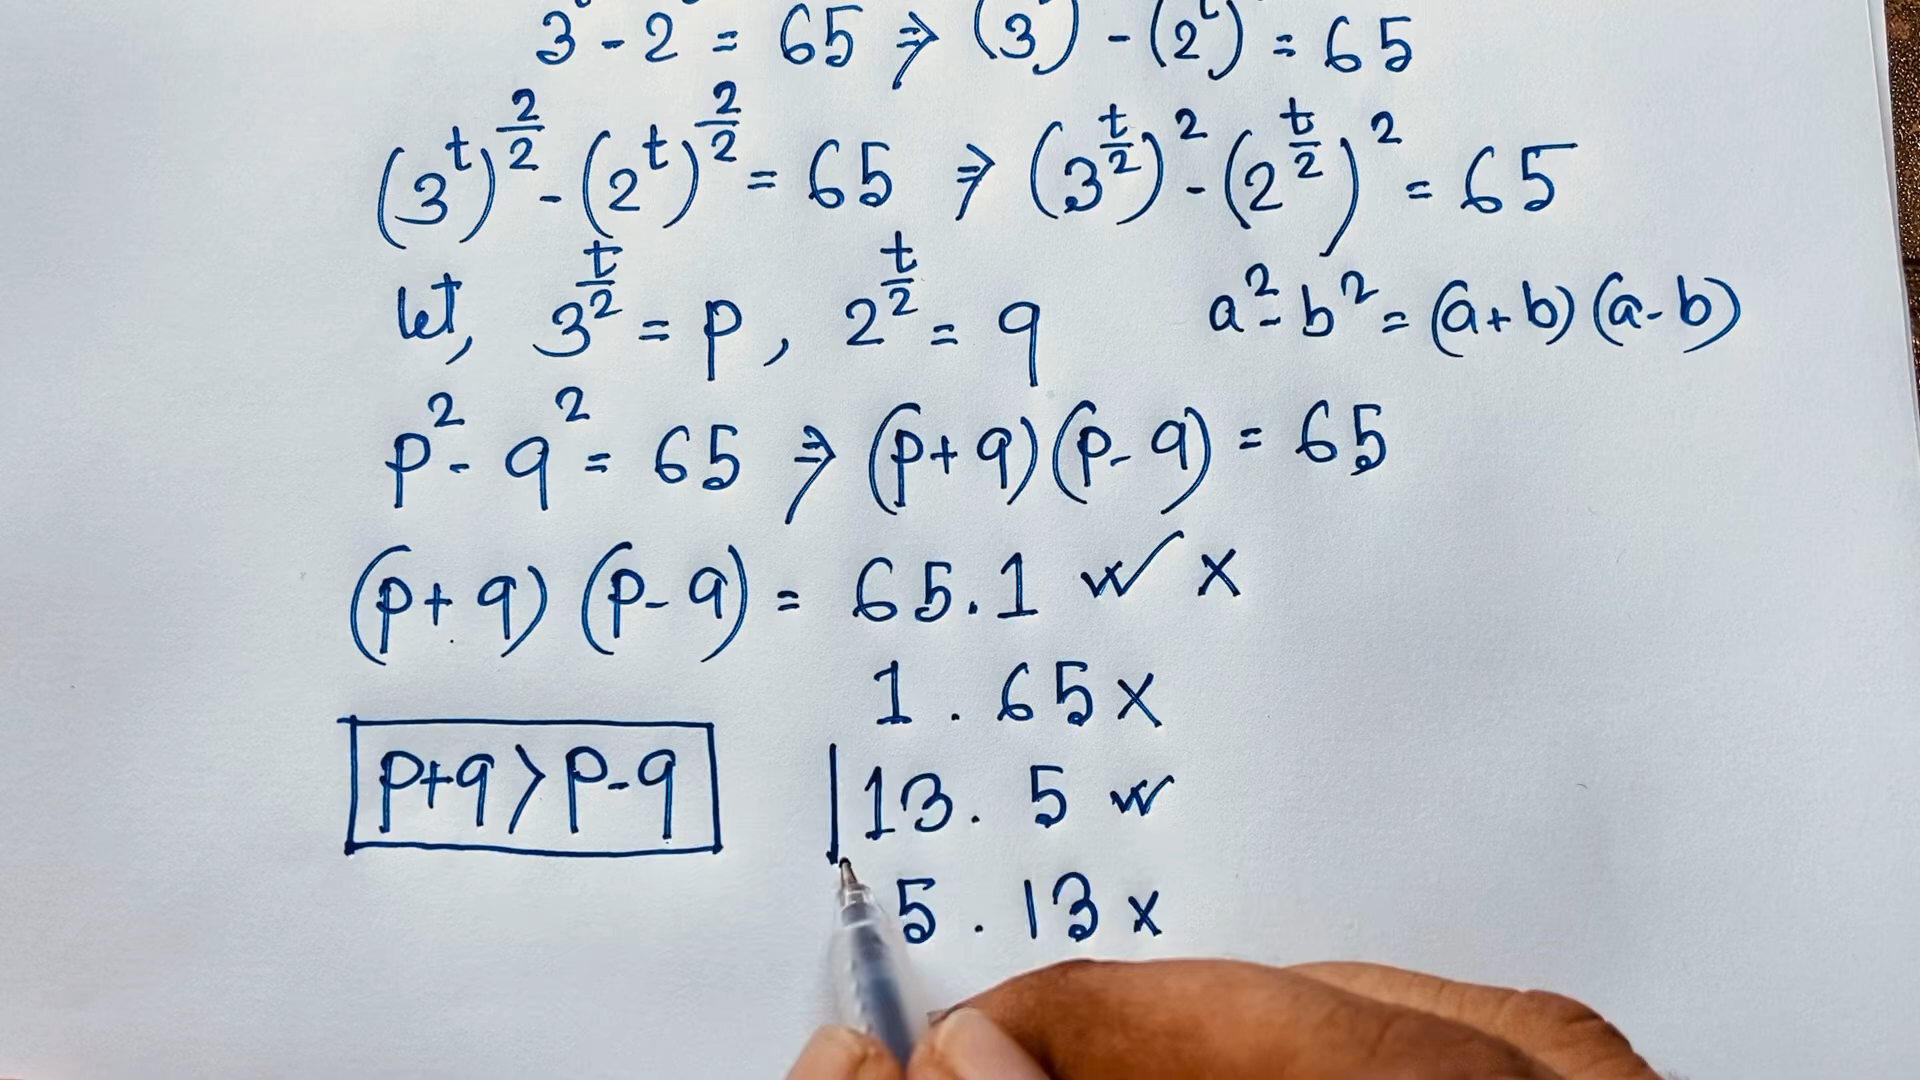 3^t - 2^t = 65 ⇒ (3^t) - (2^t) = 65
(3^t)^(2/2) - (2^t)^(2/2) = 65 ⇒ (3^(t/2))^2 - (2^(t/2))^2 = 65
let, 3^(t/2) = p, 2^(t/2) = q a^2 - b^2 = (a+b)(a-b)
p^2 - q^2 = 65 ⇒ (p+q)(p-q) = 65
(p+q)(p-q) = 65.1 ✓ x
1 . 65 x
p+q > p-q
13 . 5 ✓
5 . 13 x